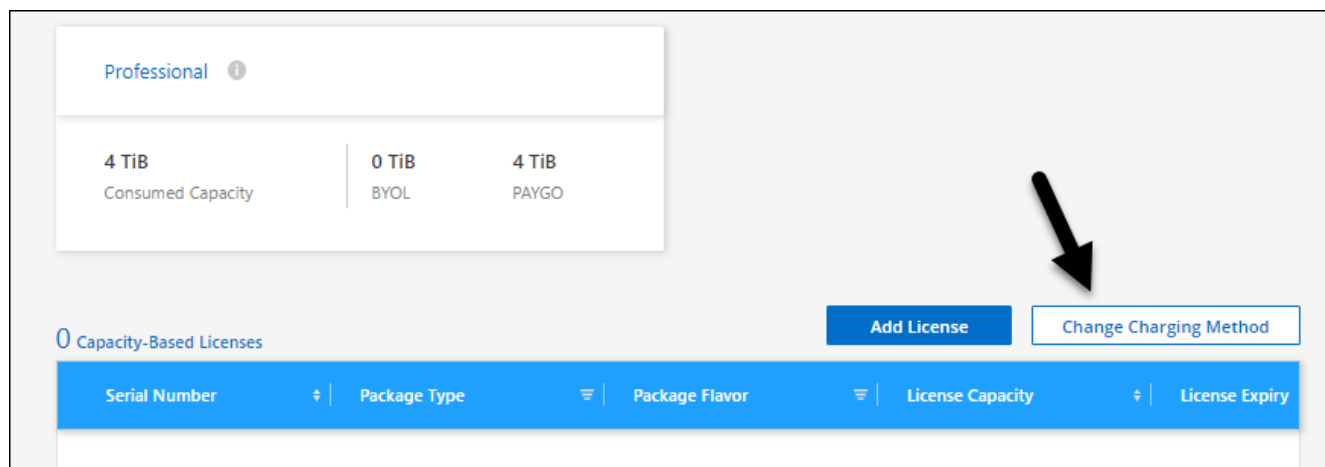 Professional
4 TiB 0 TiB 4 TiB
Consumed Capacity BYOL PAYGO
Add License Change Charging Method
0 Capacity-Based Licenses
Serial Number Package Type Package Flavor License Capacity License Expiry